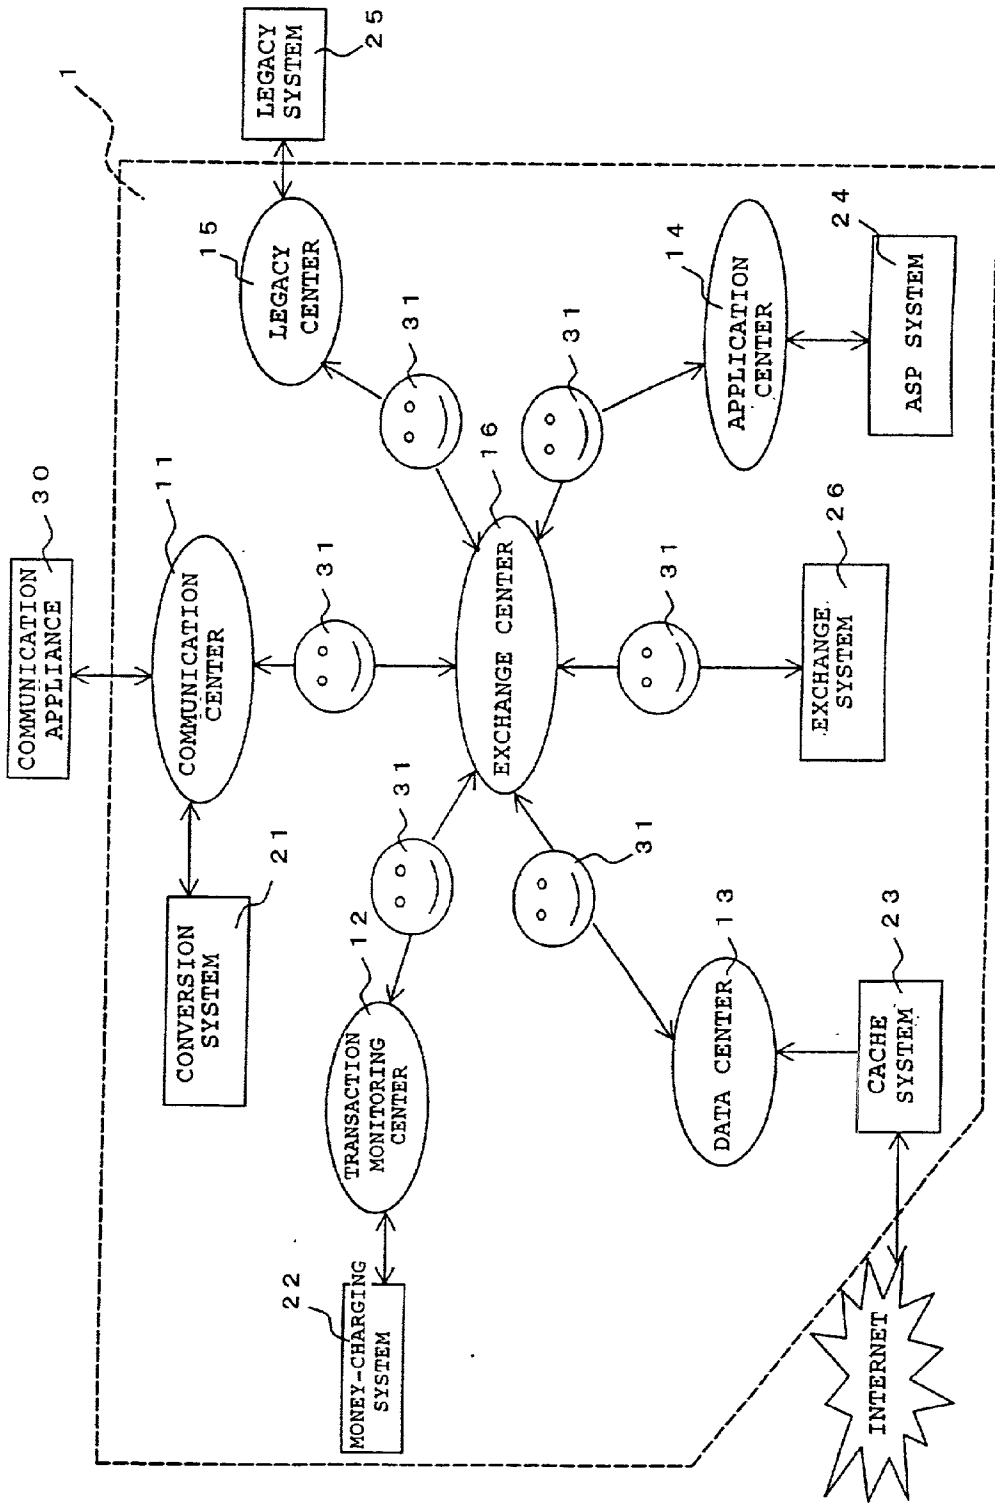 COMMUNICATION
APPLIANCE
30
1
CONVERSION
SYSTEM
21
COMMUNICATION
CENTER
11
LEGACY
SYSTEM
25
LEGACY
CENTER
15
31
31
31
TRANSACTION
MONITORING
CENTER
12
MONEY-CHARGING
SYSTEM
22
EXCHANGE CENTER
16
31
31
31
APPLICATION
CENTER
14
ASP SYSTEM
24
EXCHANGE
SYSTEM
26
DATA CENTER
13
CACHE
SYSTEM
23
INTERNET